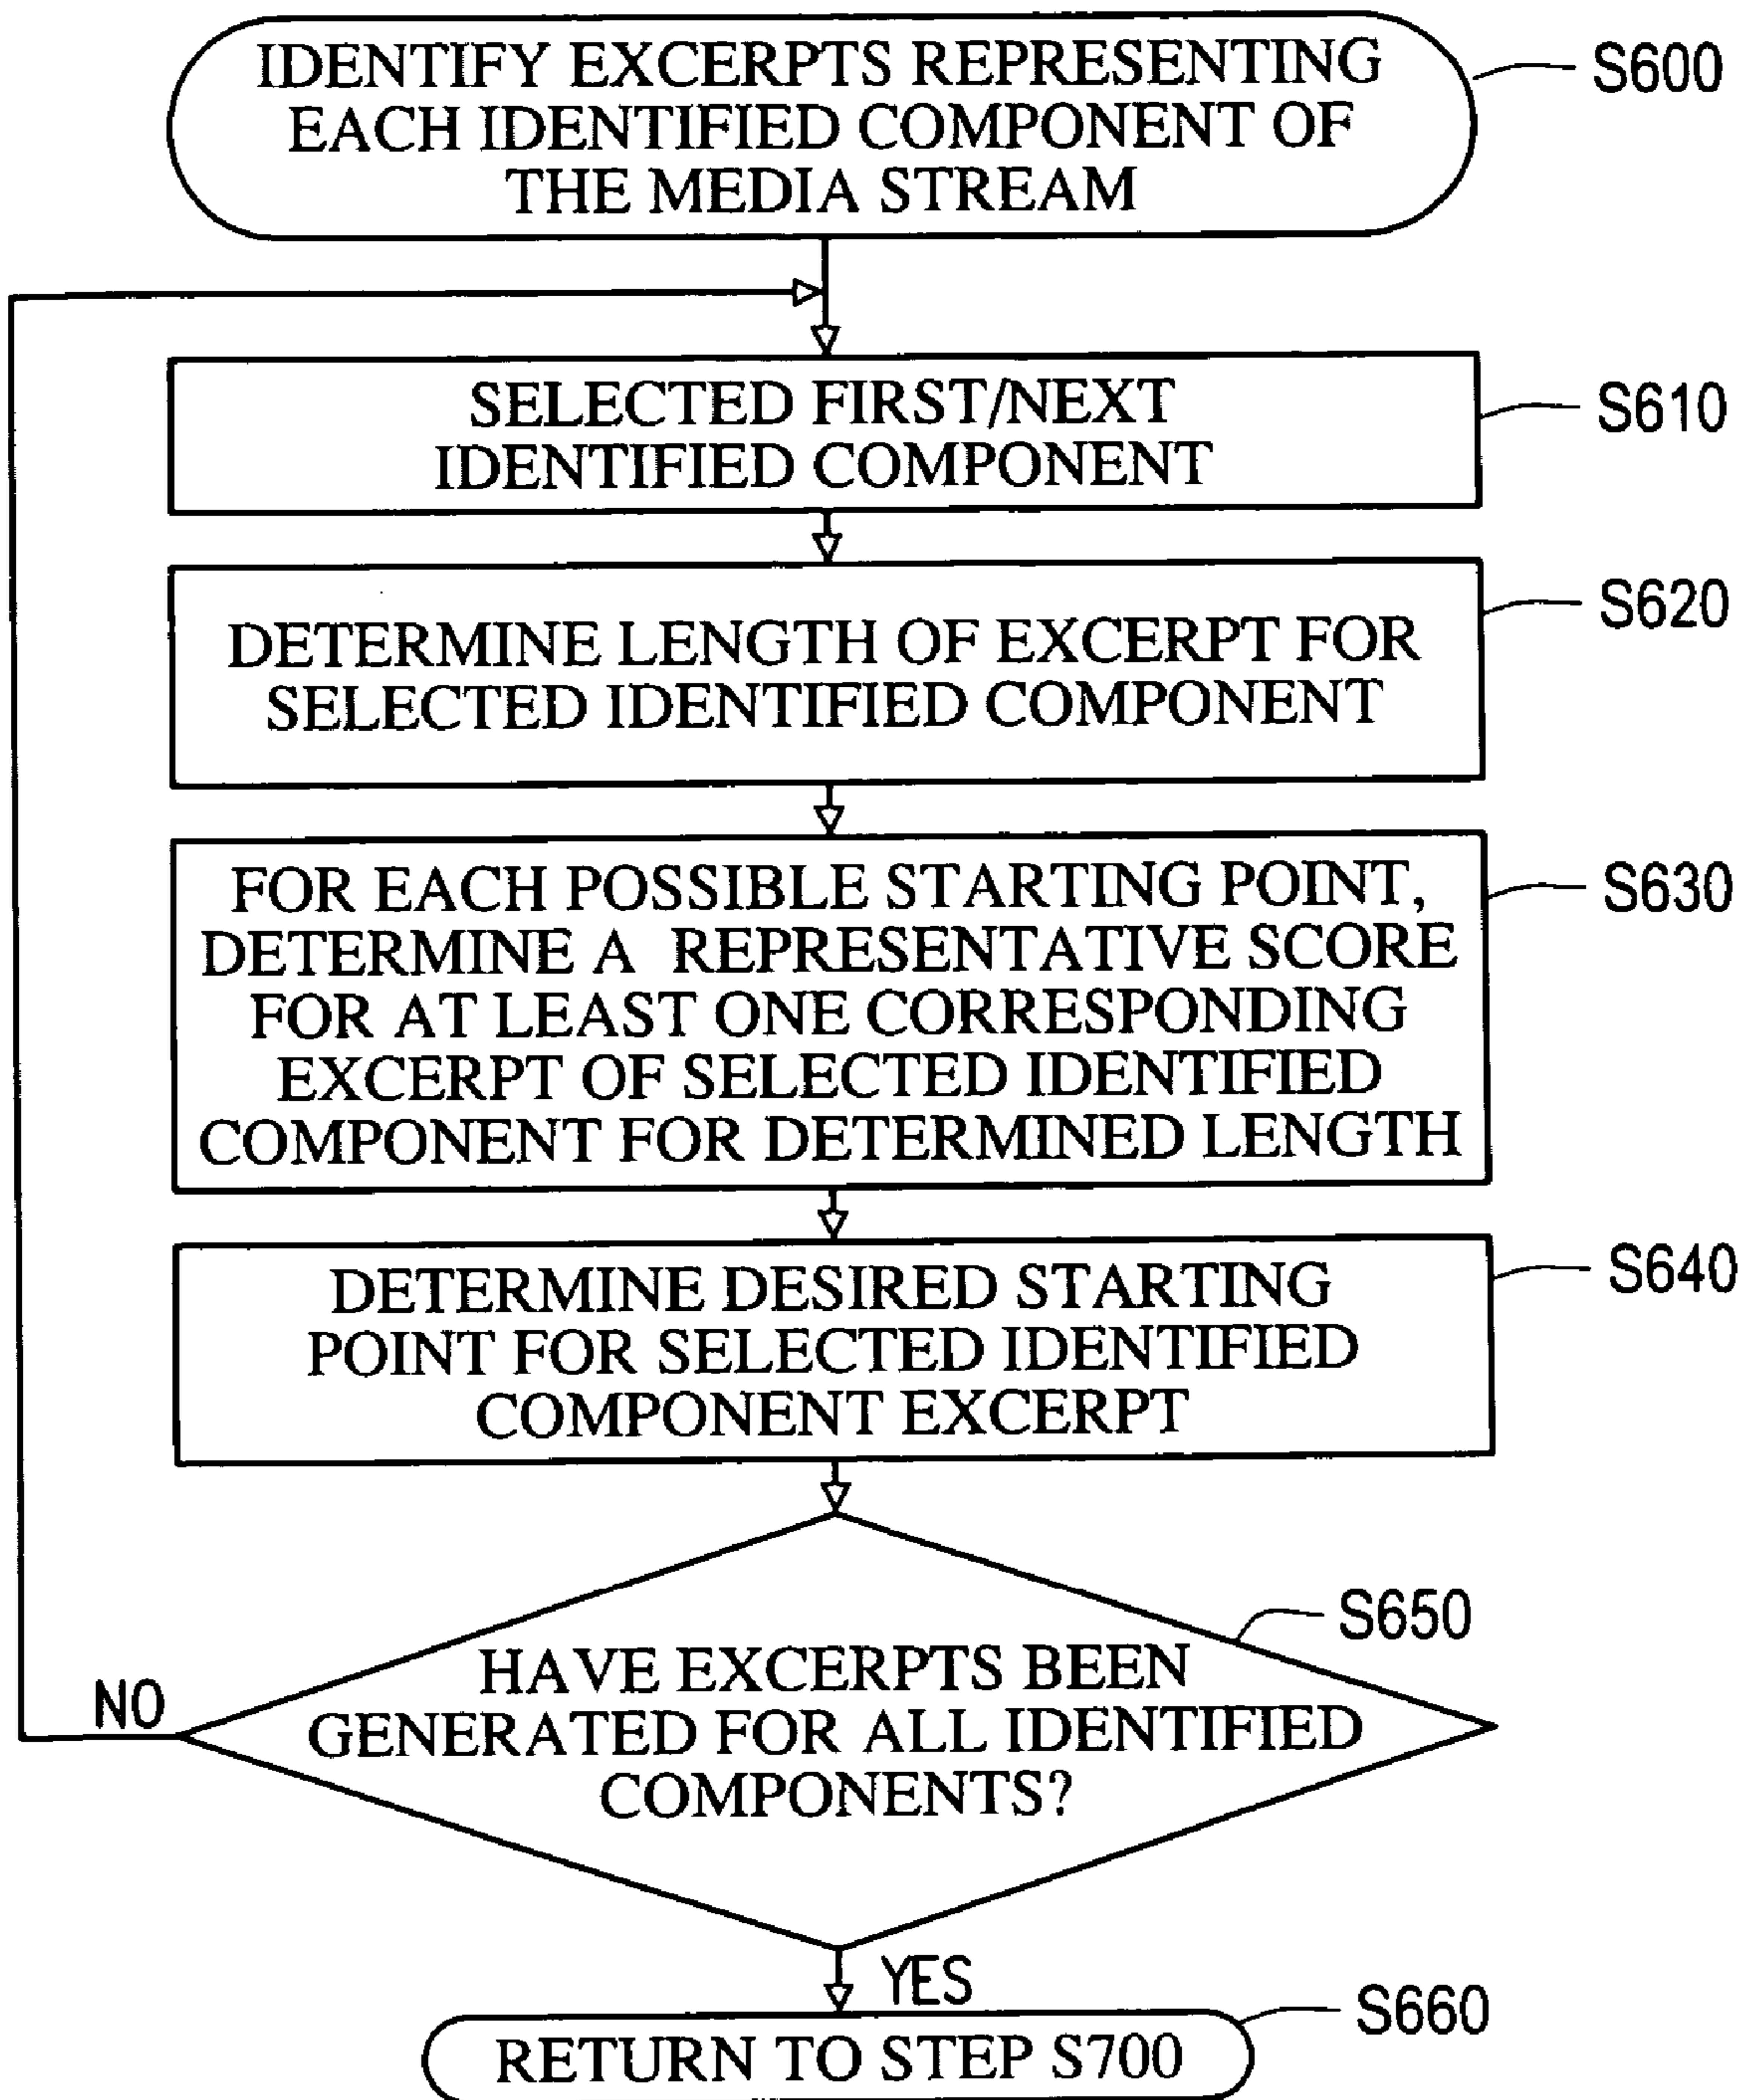 IDENTIFY EXCERPTS REPRESENTING
EACH IDENTIFIED COMPONENT OF
THE MEDIA STREAM
S600
SELECTED FIRST/NEXT
IDENTIFIED COMPONENT
S610
DETERMINE LENGTH OF EXCERPT FOR
SELECTED IDENTIFIED COMPONENT
S620
FOR EACH POSSIBLE STARTING POINT,
DETERMINE A REPRESENTATIVE SCORE
FOR AT LEAST ONE CORRESPONDING
EXCERPT OF SELECTED IDENTIFIED
COMPONENT FOR DETERMINED LENGTH
S630
DETERMINE DESIRED STARTING
POINT FOR SELECTED IDENTIFIED
COMPONENT EXCERPT
S640
HAVE EXCERPTS BEEN
GENERATED FOR ALL IDENTIFIED
COMPONENTS?
S650
NO
YES
RETURN TO STEP S700
S660